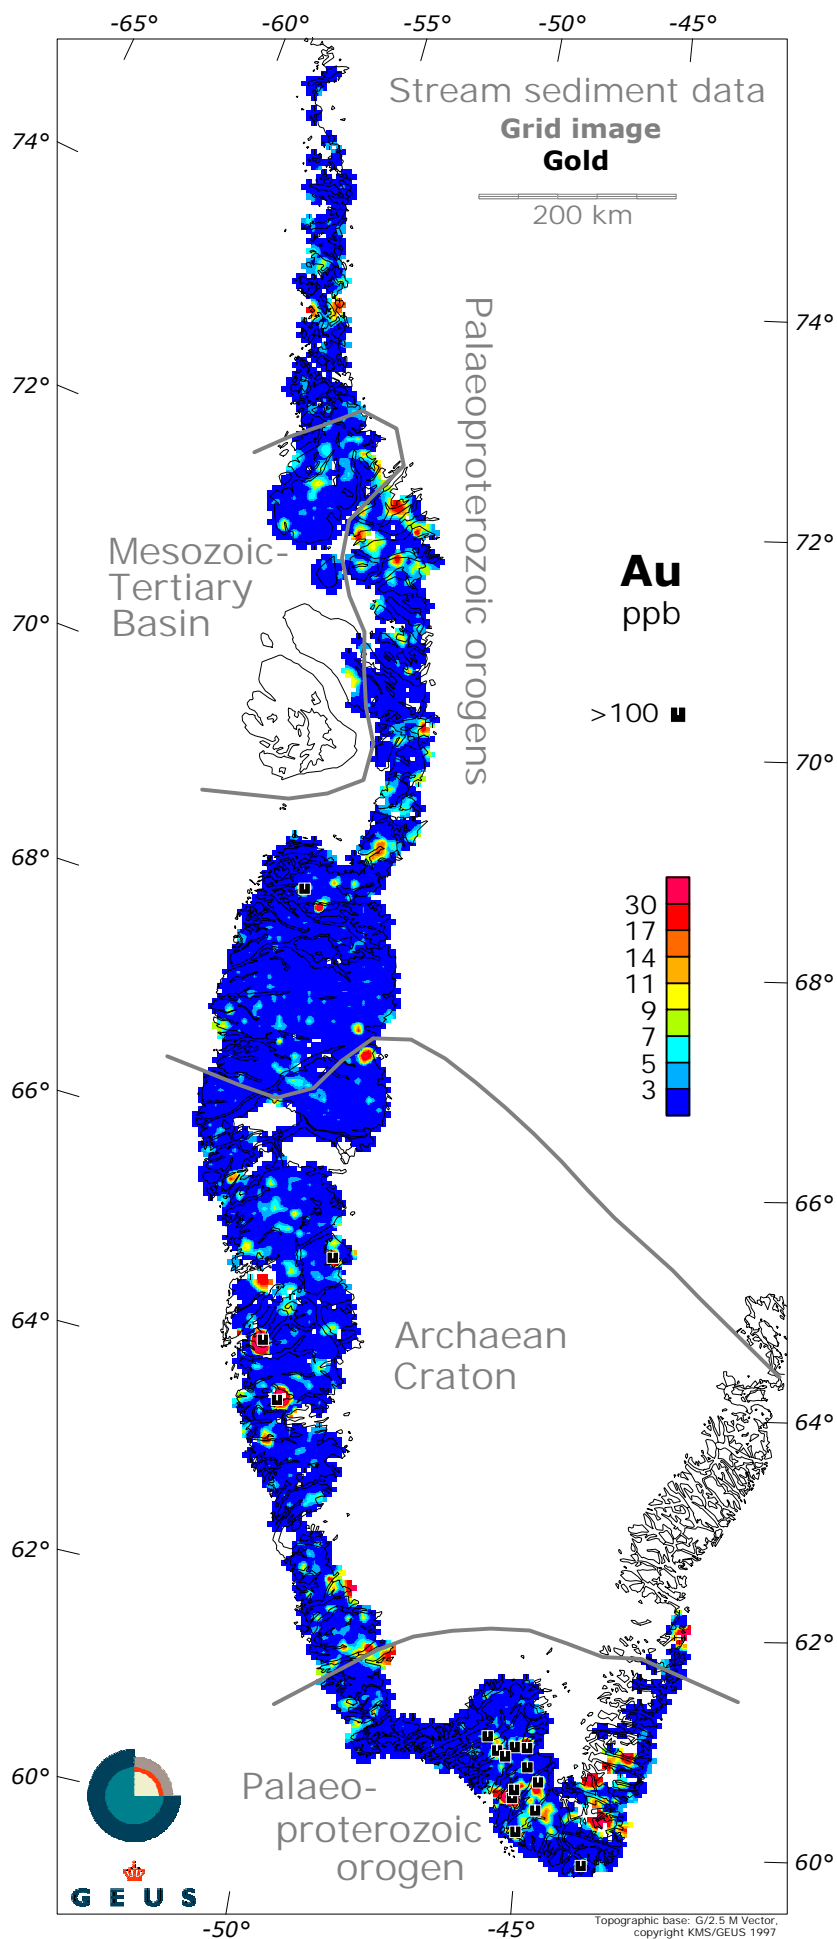 -65° -60° -55° -50° -45°
Stream sediment data
Grid image
Gold
200 km
74°
74°
72°
Palaeoproterozoic orogens
Mesozoic-
Tertiary
Basin
72°
Au
ppb
70°
>100
70°
68°
30
17
14
11
9
7
5
3
68°
66°
66°
64°
Archaean
Craton
64°
62°
62°
60°
Palaeo-
proterozoic
orogen
60°
GEUS
-50° -45°
Topographic base: G/2.5 M Vector,
copyright KMS/GEUS 1997